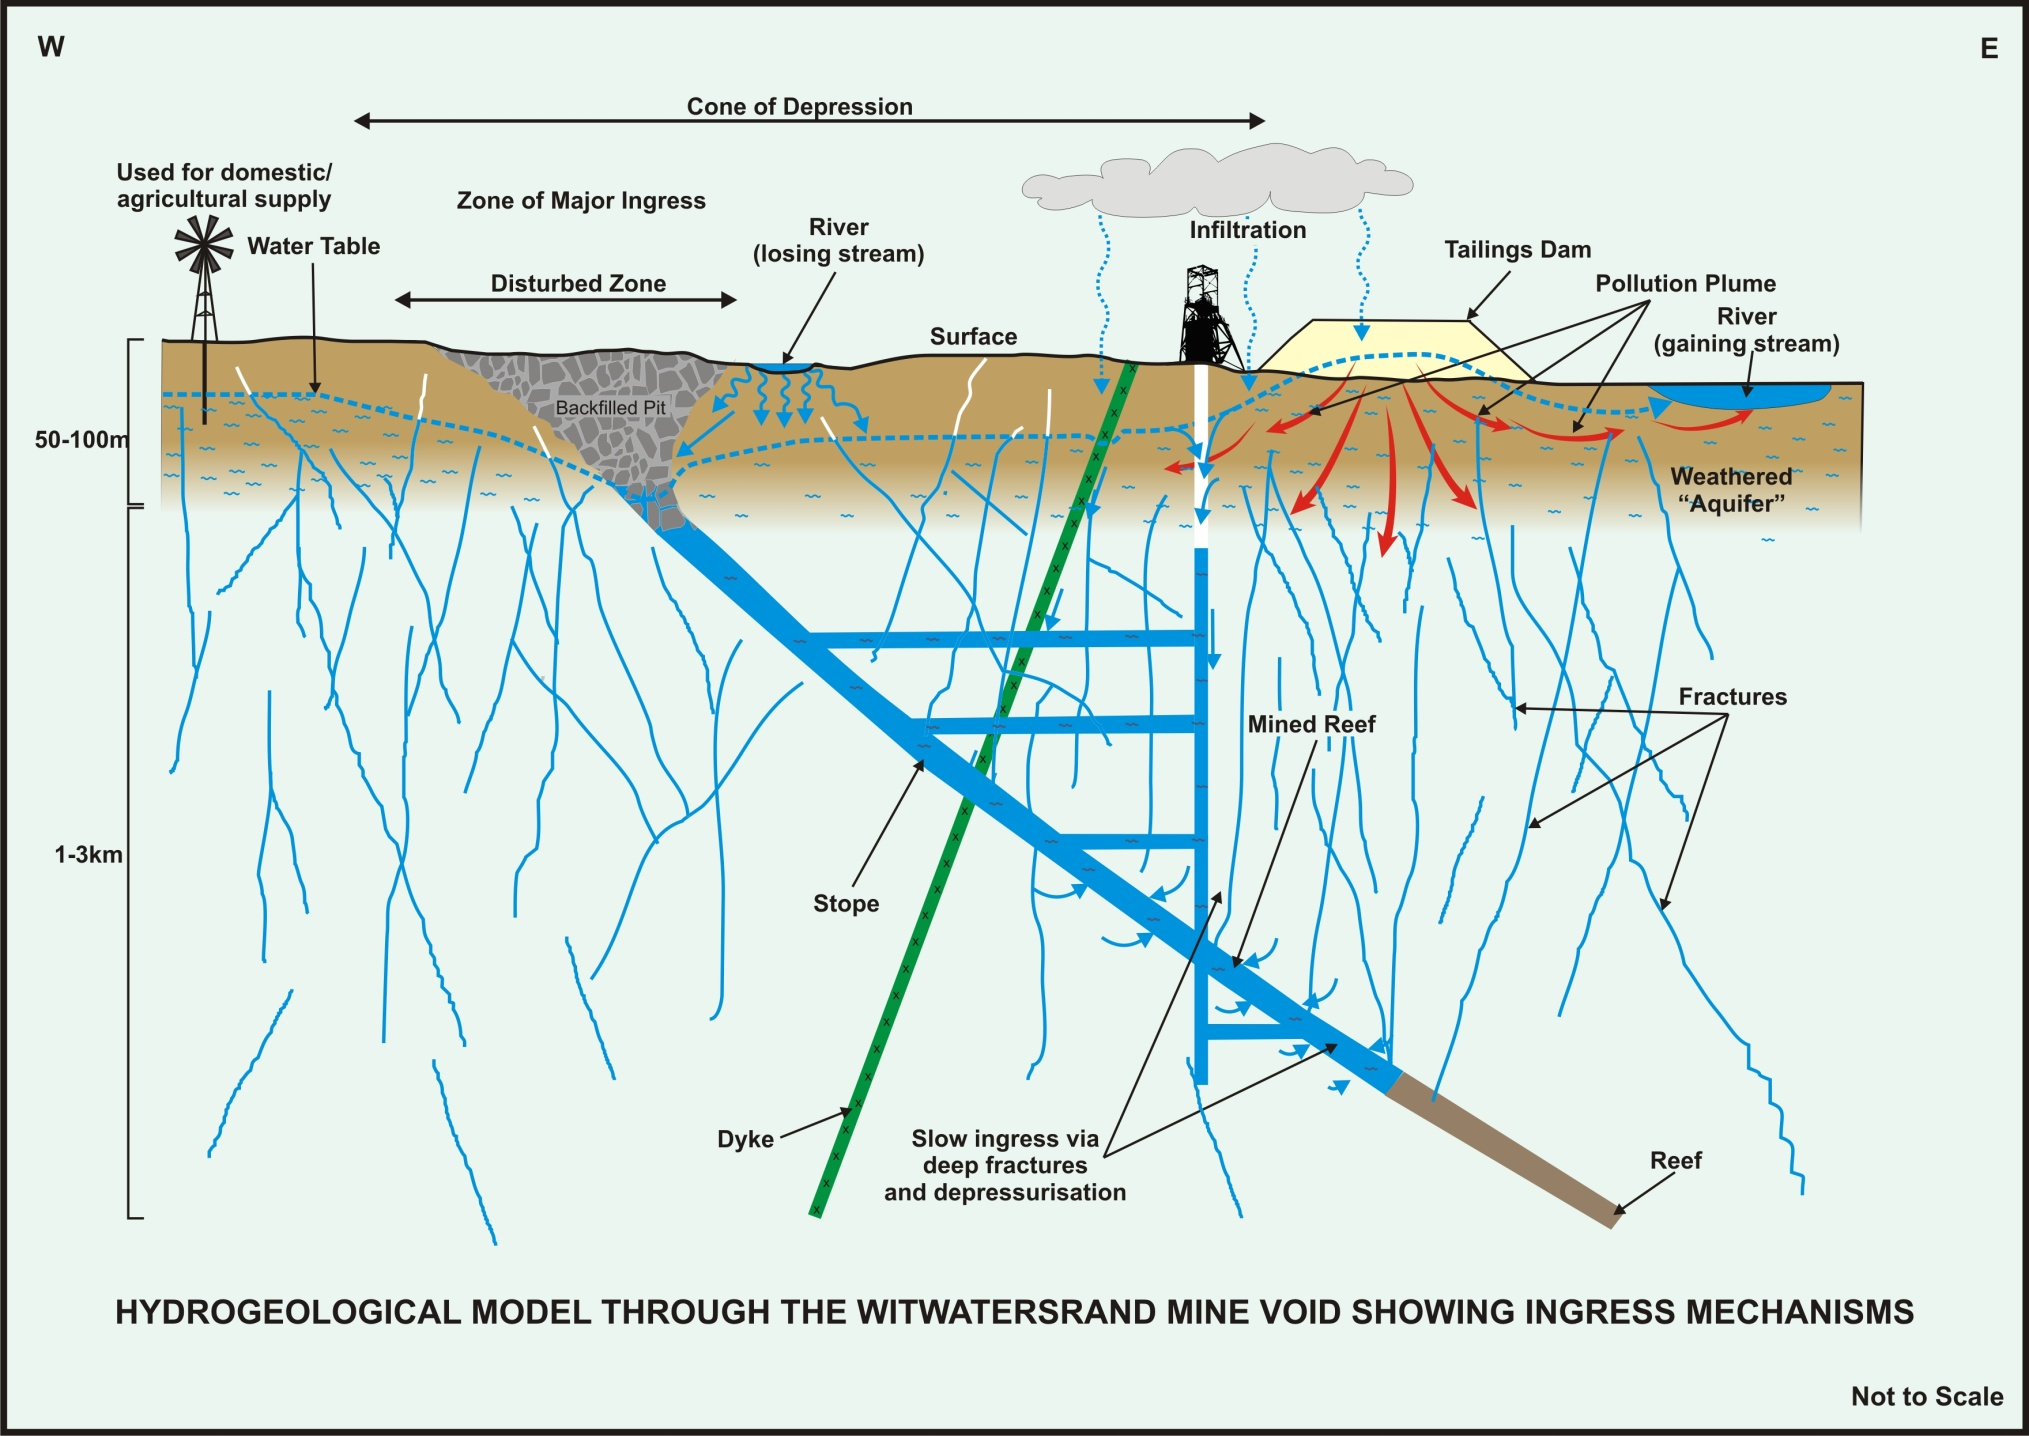 W
E
Cone of Depression
Used for domestic/
agricultural supply
Zone of Major Ingress
Water Table
River
(losing stream)
Infiltration
Tailings Dam
Disturbed Zone
Pollution Plume
River
(gaining stream)
Surface
Backfilled Pit
50-100m
Weathered
“Aquifer”
Fractures
Mined Reef
1-3km
Stope
Dyke
Slow ingress via
deep fractures
and depressurisation
Reef
HYDROGEOLOGICAL MODEL THROUGH THE WITWATERSRAND MINE VOID SHOWING INGRESS MECHANISMS
Not to Scale